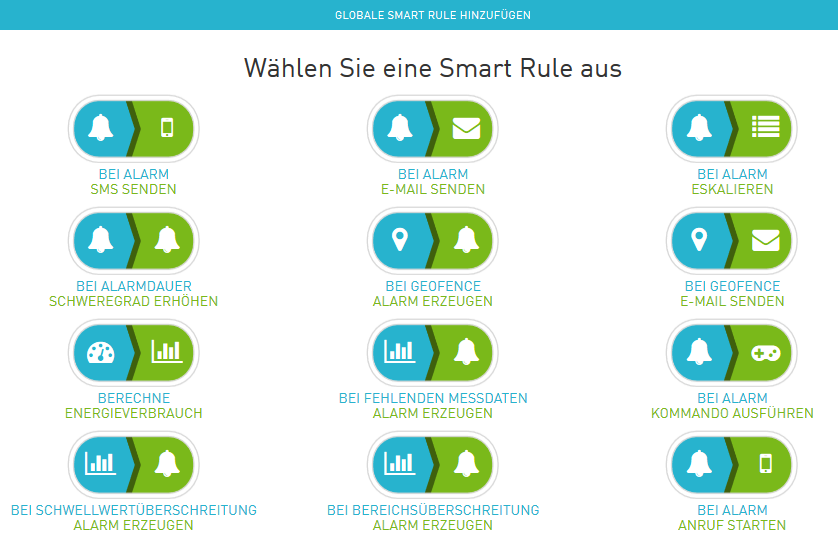 GLOBALE SMART RULE HINZUFÜGEN
Wählen Sie eine Smart Rule aus
BEI ALARM
SMS SENDEN
BEI ALARM
E-MAIL SENDEN
BEI ALARM
ESKALIEREN
BEI ALARMDAUER
SCHWEREGRAD ERHÖHEN
BEI GEOFENCE
ALARM ERZEUGEN
BEI GEOFENCE
E-MAIL SENDEN
BERECHNE
ENERGIEVERBRAUCH
BEI FEHLENDEN MESSDATEN
ALARM ERZEUGEN
BEI ALARM
KOMMANDO AUSFÜHREN
BEI SCHWELLWERTÜBERSCHREITUNG
ALARM ERZEUGEN
BEI BEREICHSÜBERSCHREITUNG
ALARM ERZEUGEN
BEI ALARM
ANRUF STARTEN